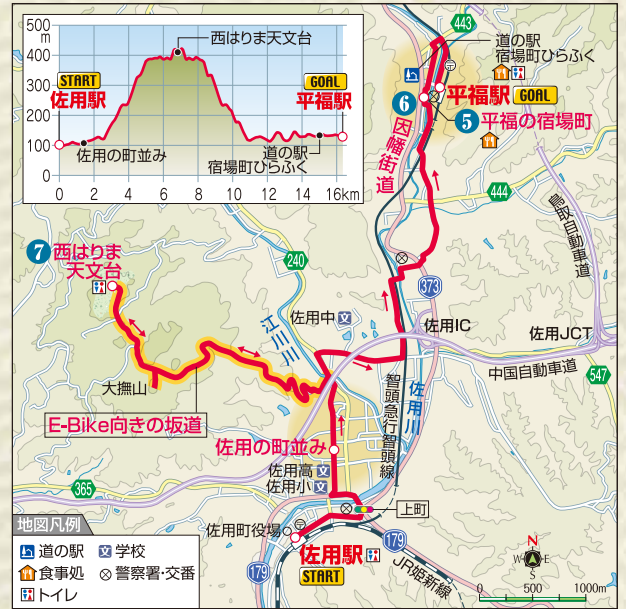 500
m
400
300
200
100
0
START
佐用駅
西はりま天文台
GOAL
平福駅
佐用の町並み
道の駅
宿場町ひらふく
0 2 4 6 8 10 12 14 16km
443
道の駅
宿場町ひらふく
平福駅 GOAL
6 因幡街道
5 平福の宿場町
444
鳥取自動車道
7 西はりま
天文台
240
373
江川川
佐用中 文
佐用IC
佐用JCT
中国自動車道
547
大撫山
E-Bike向きの坂道
智頭急行智頭線
佐用川
佐用の町並み
佐用高 文
佐用小 文
365
上町
佐用町役場
佐用駅
START
179
179
JR姫新線
地図凡例
道の駅
文 学校
食事処
警察署・交番
トイレ
N
W E
S
0 500 1000m